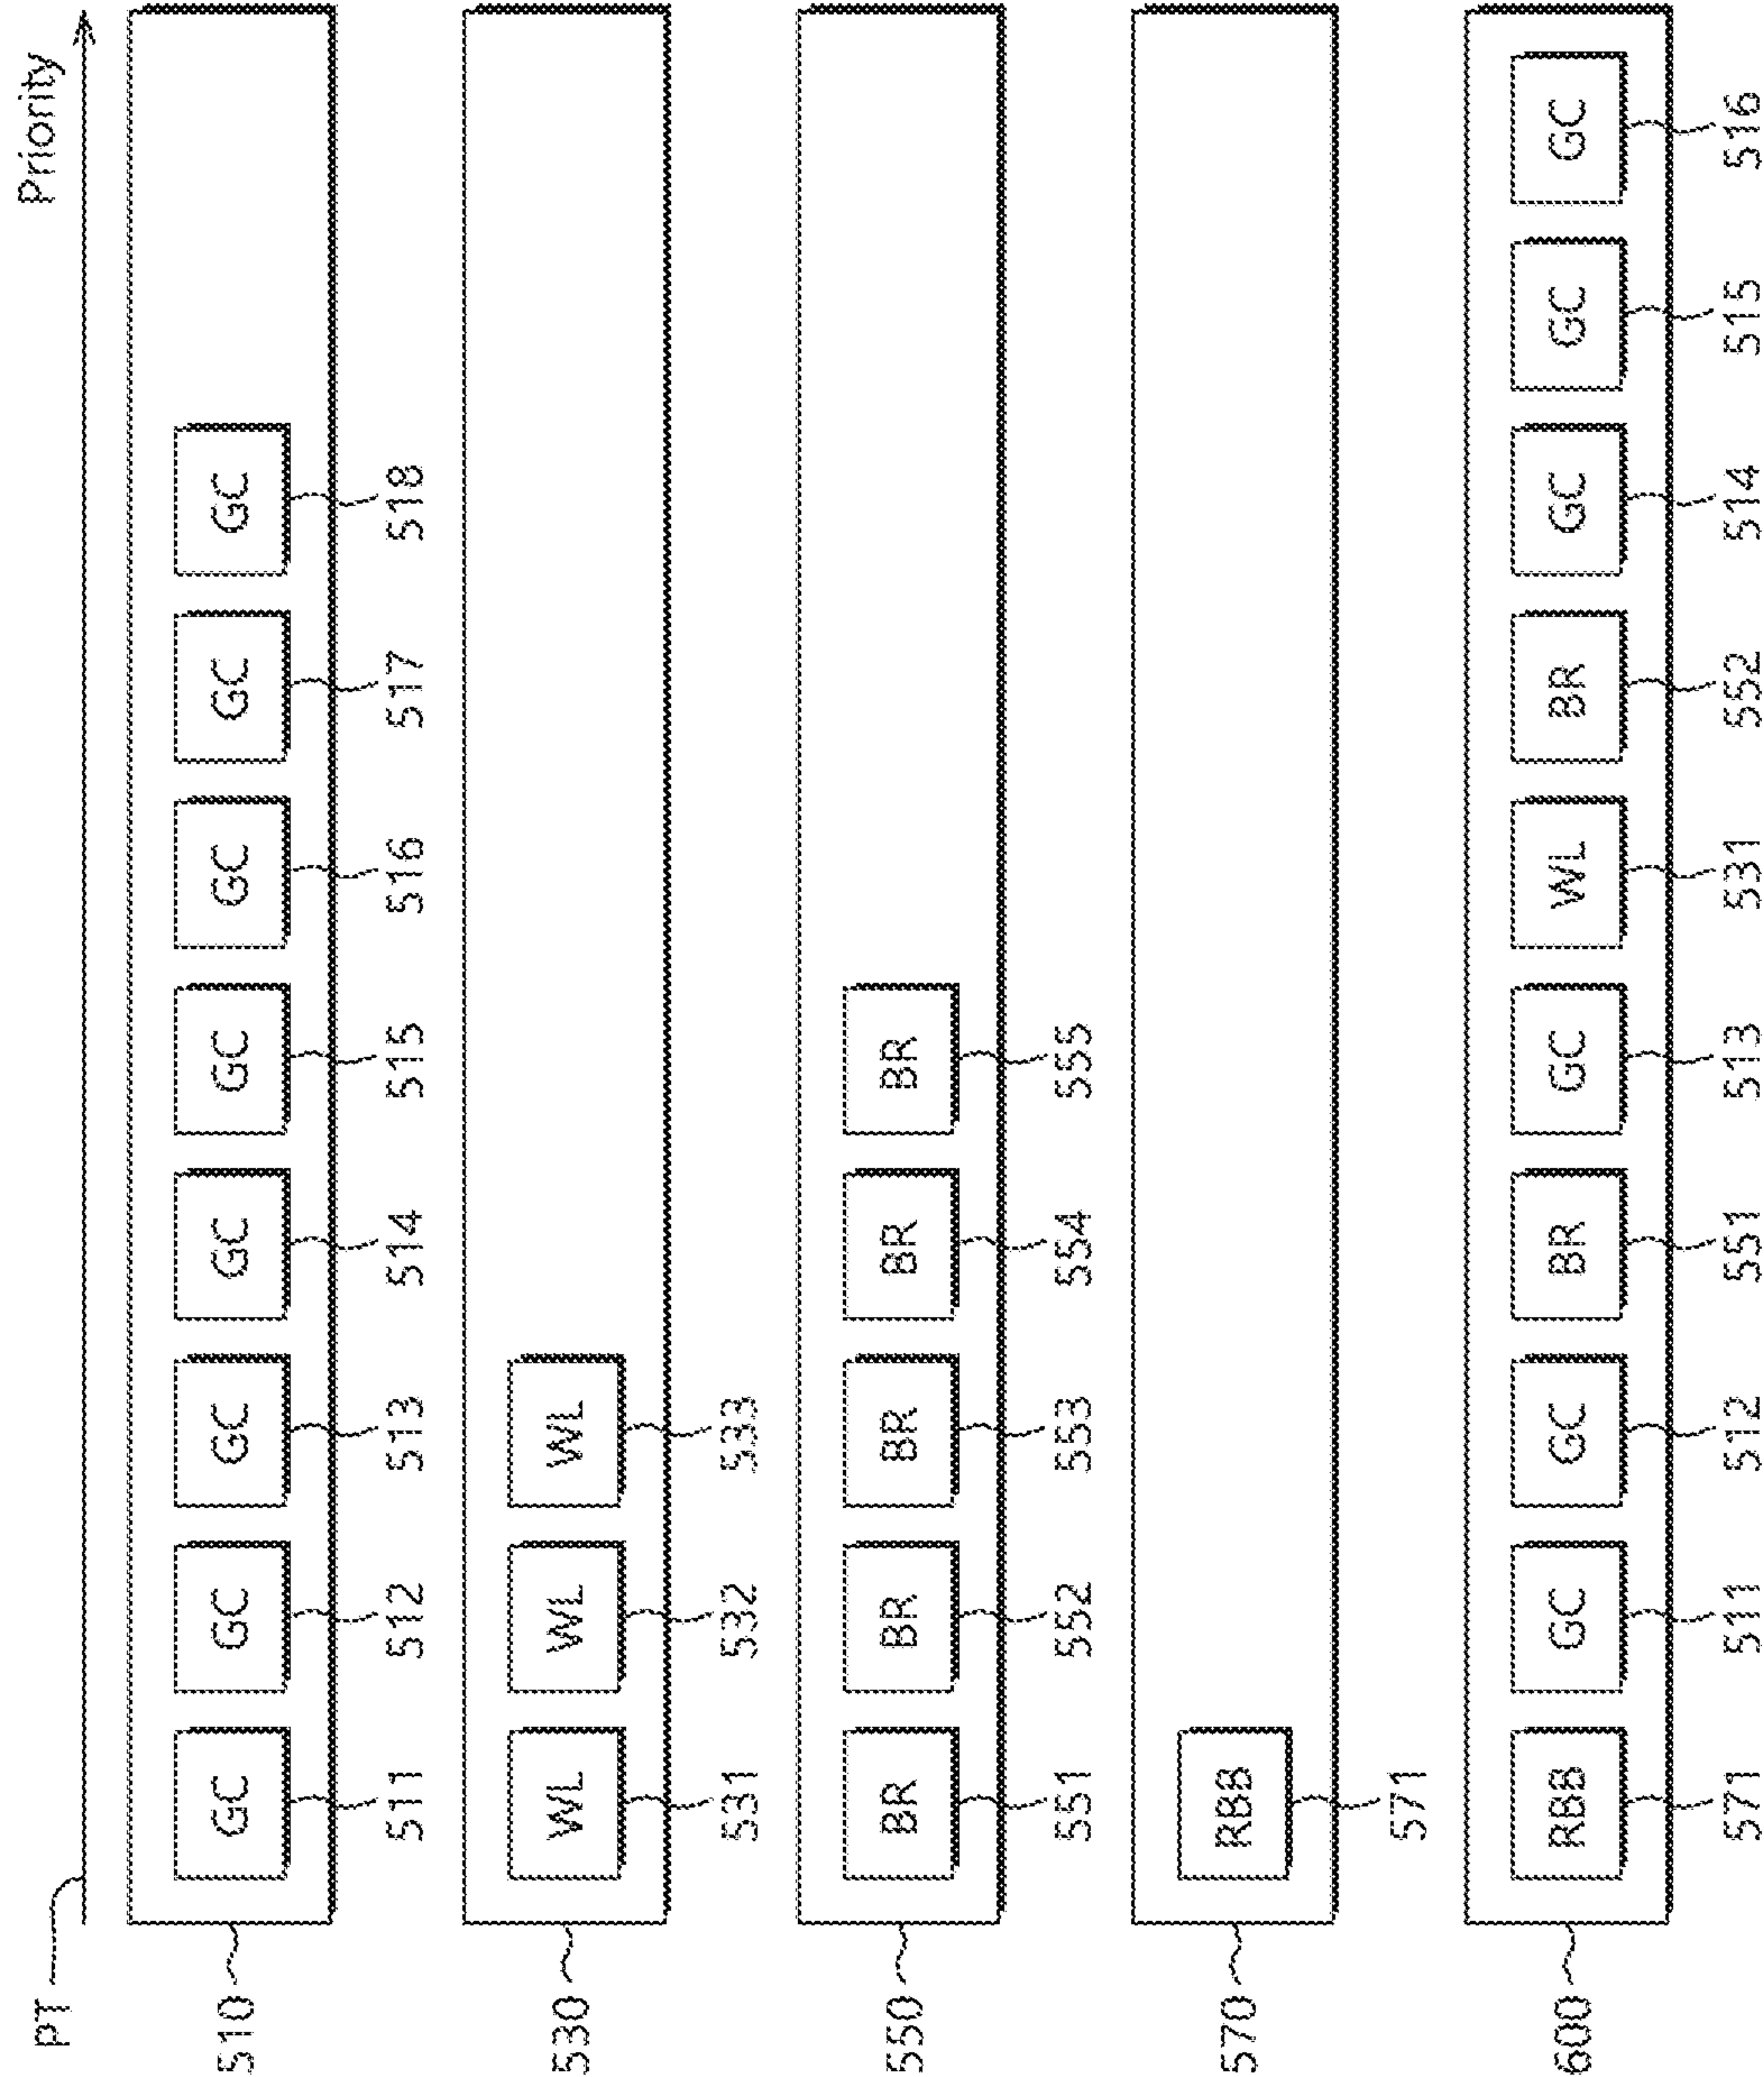 PT
Priority
510
GC GC GC GC GC GC GC GC
511 512 513 514 515 516 517 518
530
WL WL WL
531 532 533
550
BR BR BR BR BR
551 552 553 554 555
570
RBB
571
600
RBB GC GC BR GC WL BR GC GC GC
571 511 512 551 513 531 552 514 515 516